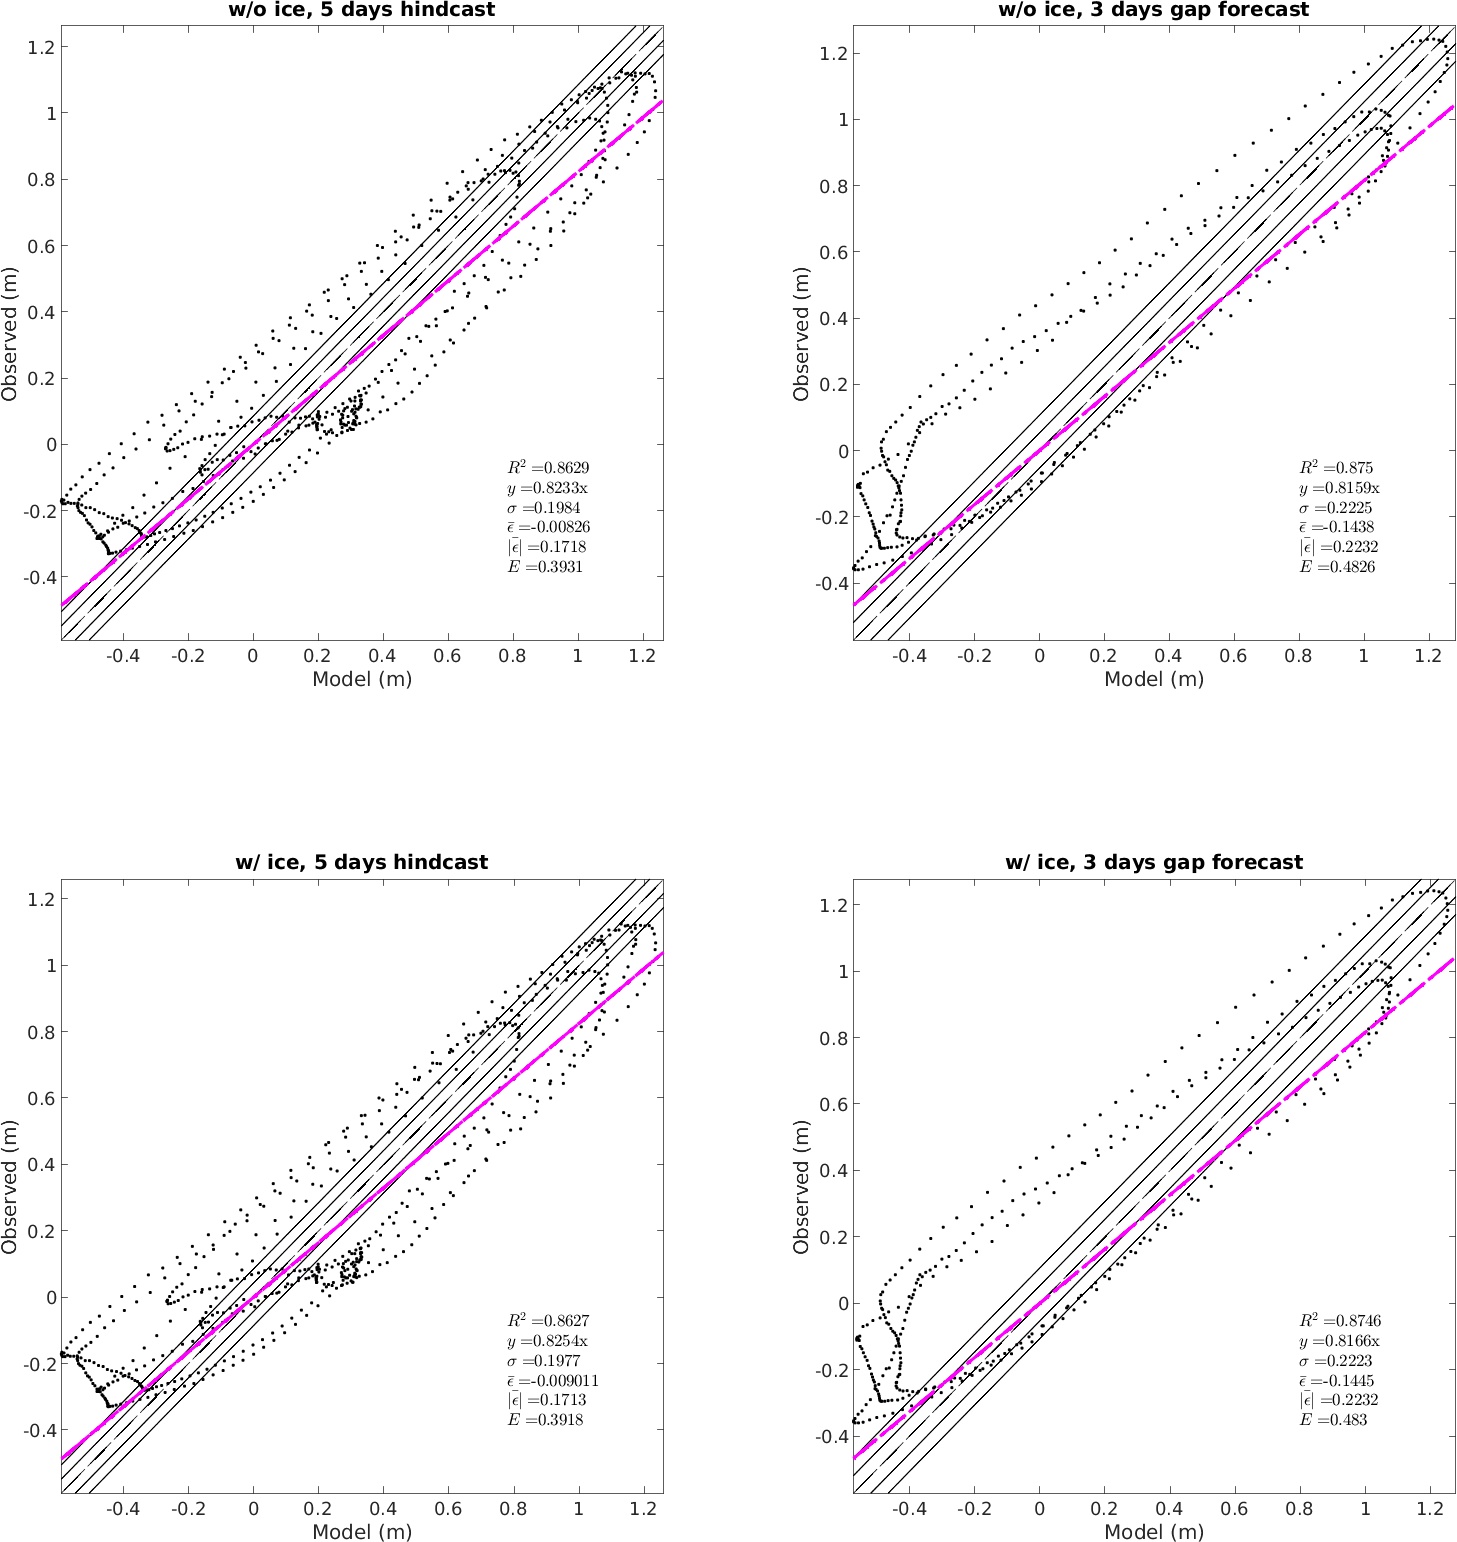 w/o ice, 5 days hindcast
1.2
1
0.8
0.6
0.4
0.2
0
-0.2
-0.4
Observed (m)
R² =0.8629
y =0.8233x
σ =0.1984
ϵ̄ =-0.00826
|ϵ̄| =0.1718
E =0.3931
-0.4 -0.2 0 0.2 0.4 0.6 0.8 1 1.2
Model (m)
w/o ice, 3 days gap forecast
1.2
1
0.8
0.6
0.4
0.2
0
-0.2
-0.4
Observed (m)
R² =0.875
y =0.8159x
σ =0.2225
ϵ̄ =-0.1438
|ϵ̄| =0.2232
E =0.4826
-0.4 -0.2 0 0.2 0.4 0.6 0.8 1 1.2
Model (m)
w/ ice, 5 days hindcast
1.2
1
0.8
0.6
0.4
0.2
0
-0.2
-0.4
Observed (m)
R² =0.8627
y =0.8254x
σ =0.1977
ϵ̄ =-0.009011
|ϵ̄| =0.1713
E =0.3918
-0.4 -0.2 0 0.2 0.4 0.6 0.8 1 1.2
Model (m)
w/ ice, 3 days gap forecast
1.2
1
0.8
0.6
0.4
0.2
0
-0.2
-0.4
Observed (m)
R² =0.8746
y =0.8166x
σ =0.2223
ϵ̄ =-0.1445
|ϵ̄| =0.2232
E =0.483
-0.4 -0.2 0 0.2 0.4 0.6 0.8 1 1.2
Model (m)